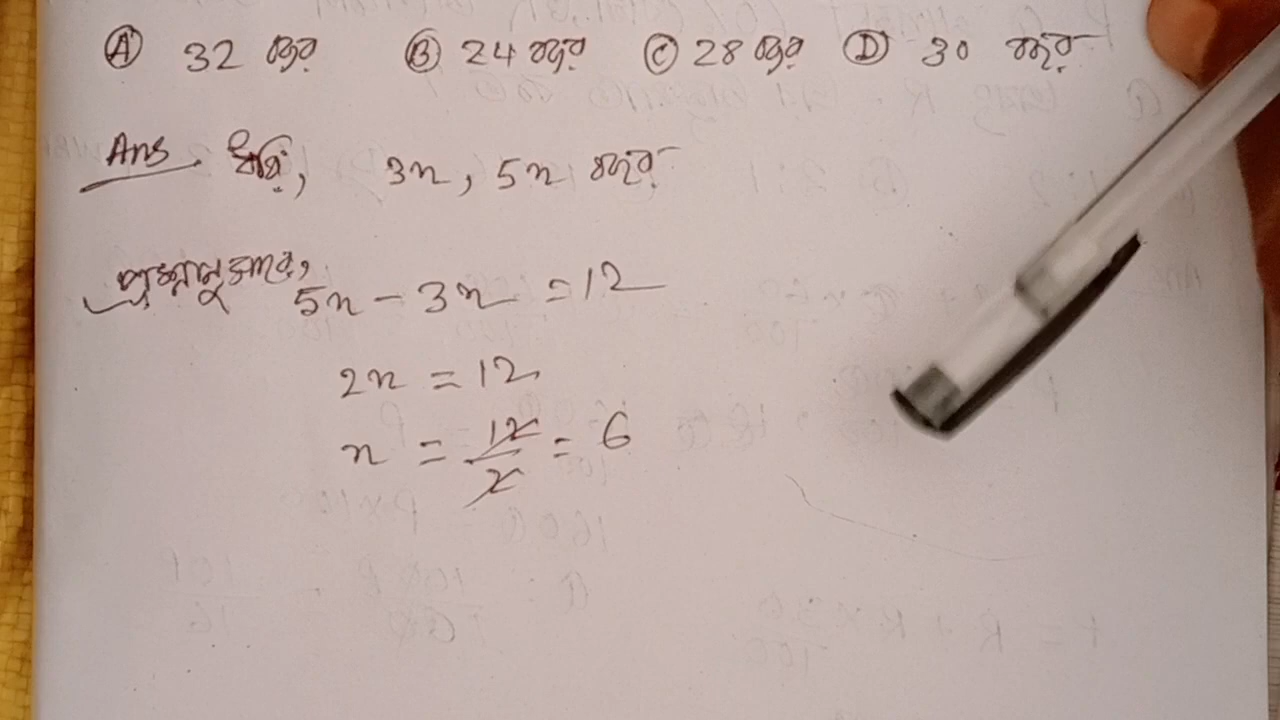 Ⓐ 32 বছর Ⓑ 24 বছর Ⓒ 28 বছর Ⓓ 30 বছর
Ans. ধরি, 3x, 5x বছর
প্রশ্নানুসারে,
5x - 3x = 12
2x = 12
x = 12/2 = 6